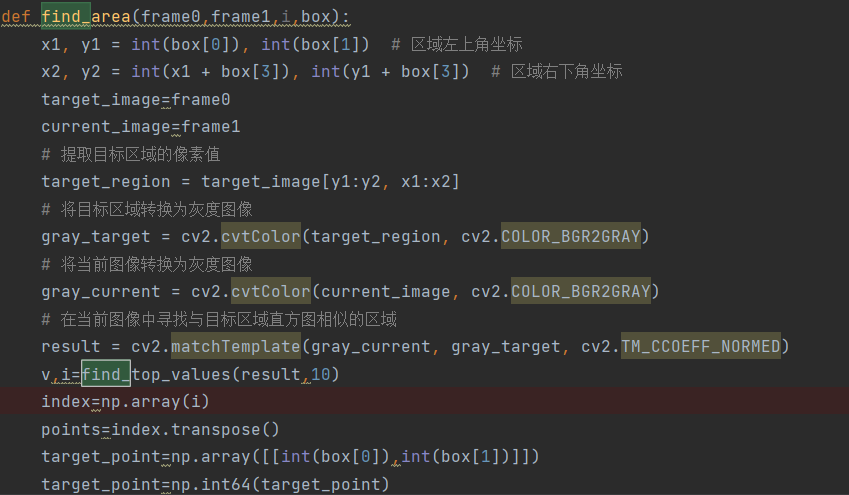 def find_area(frame0,frame1,i,box):
x1, y1 = int(box[0]), int(box[1])  # 区域左上角坐标
x2, y2 = int(x1 + box[3]), int(y1 + box[3])  # 区域右下角坐标
target_image=frame0
current_image=frame1
# 提取目标区域的像素值
target_region = target_image[y1:y2, x1:x2]
# 将目标区域转换为灰度图像
gray_target = cv2.cvtColor(target_region, cv2.COLOR_BGR2GRAY)
# 将当前图像转换为灰度图像
gray_current = cv2.cvtColor(current_image, cv2.COLOR_BGR2GRAY)
# 在当前图像中寻找与目标区域直方图相似的区域
result = cv2.matchTemplate(gray_current, gray_target, cv2.TM_CCOEFF_NORMED)
v,i=find_top_values(result,10)
index=np.array(i)
points=index.transpose()
target_point=np.array([[int(box[0]),int(box[1])]])
target_point=np.int64(target_point)